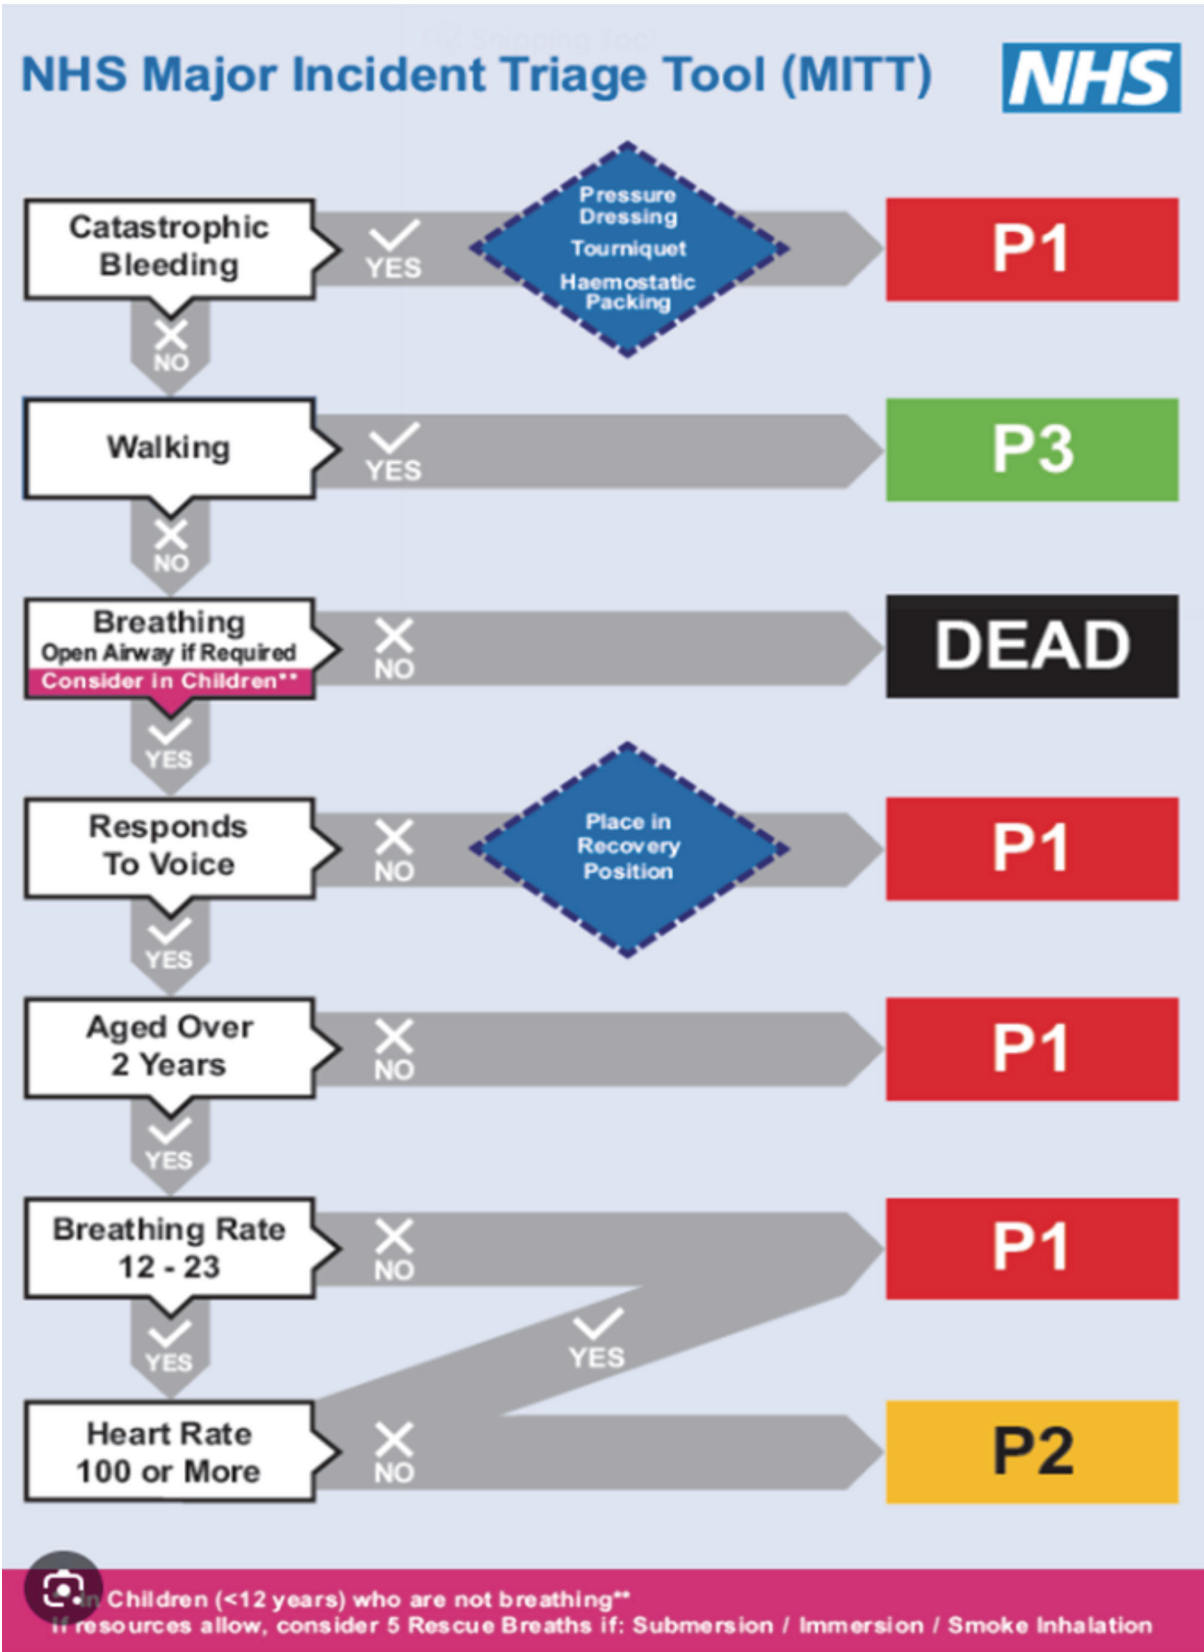 NHS Major Incident Triage Tool (MITT)
NHS
Catastrophic
Bleeding
YES
Pressure
Dressing
Tourniquet
Haemostatic
Packing
P1
NO
Walking
YES
P3
NO
Breathing
Open Airway if Required
Consider in Children**
NO
DEAD
YES
Responds
To Voice
NO
Place in
Recovery
Position
P1
YES
Aged Over
2 Years
NO
P1
YES
Breathing Rate
12 - 23
NO
P1
YES
YES
Heart Rate
100 or More
NO
P2
In Children (<12 years) who are not breathing**
If resources allow, consider 5 Rescue Breaths if: Submersion / Immersion / Smoke Inhalation